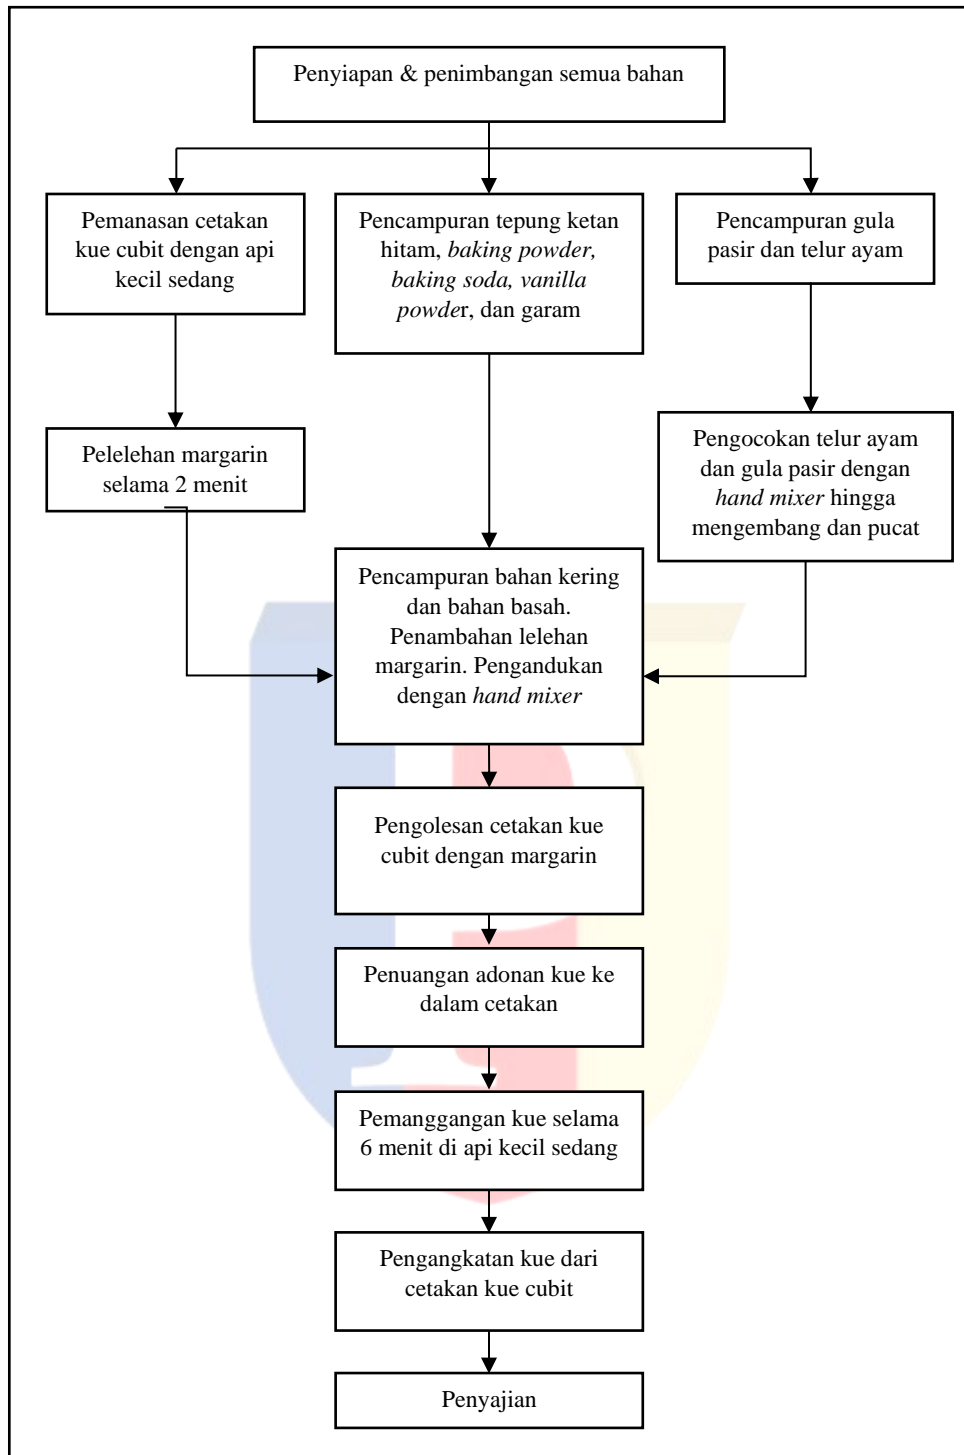 Penyiapan & penimbangan semua bahan
Pemanasan cetakan
kue cubit dengan api
kecil sedang
Pencampuran tepung ketan
hitam, baking powder,
baking soda, vanilla
powder, dan garam
Pencampuran gula
pasir dan telur ayam
Pelelehan margarin
selama 2 menit
Pengocokan telur ayam
dan gula pasir dengan
hand mixer hingga
mengembang dan pucat
Pencampuran bahan kering
dan bahan basah.
Penambahan lelehan
margarin. Pengandukan
dengan hand mixer
Pengolesan cetakan kue
cubit dengan margarin
Penuangan adonan kue ke
dalam cetakan
Pemanggangan kue selama
6 menit di api kecil sedang
Pengangkatan kue dari
cetakan kue cubit
Penyajian